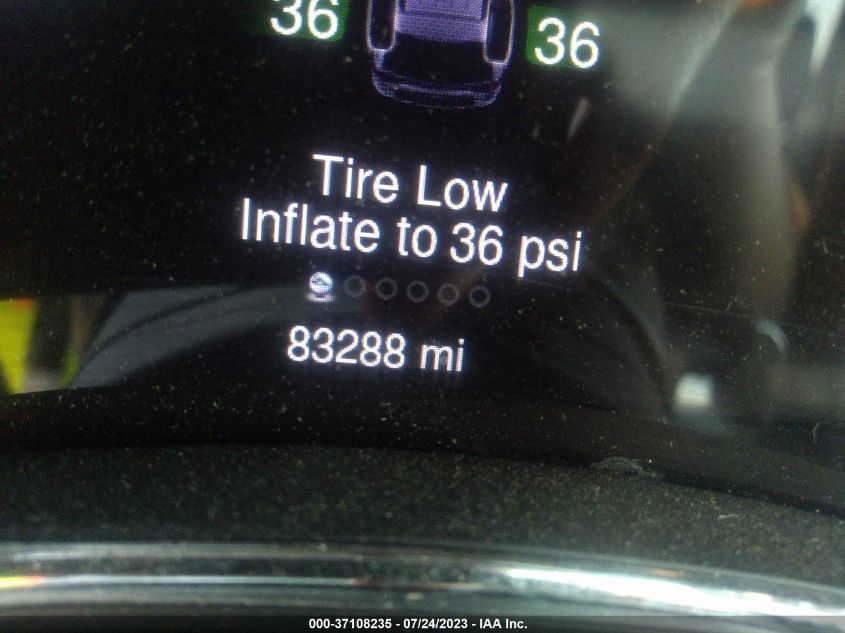 36 36
Tire Low
Inflate to 36 psi
83288 mi
000-37108235 - 07/24/2023 - IAA Inc.